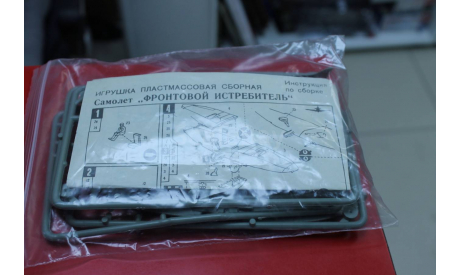 ИГРУШКА ПЛАСТМАССОВАЯ СБОРНАЯ
Самолет „ФРОНТОВОЙ ИСТРЕБИТЕЛЬ"
Инструкция
по сборке
1
4
2